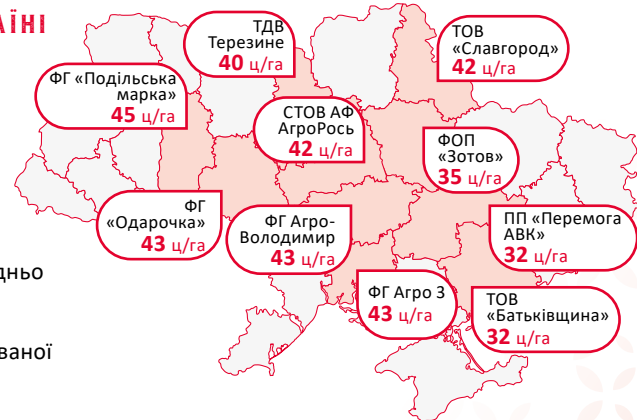 АЇНІ
ТДВ
Терезине
40 ц/га
ТОВ
«Славгород»
42 ц/га
ФГ «Подільська
марка»
45 ц/га
СТОВ АФ
АгроРось
42 ц/га
ФОП
«Зотов»
35 ц/га
ФГ
«Одарочка»
43 ц/га
ФГ Агро-
Володимир
43 ц/га
ПП «Перемога
АВК»
32 ц/га
дньо
ФГ Агро 3
43 ц/га
ТОВ
«Батьківщина»
32 ц/га
ваної